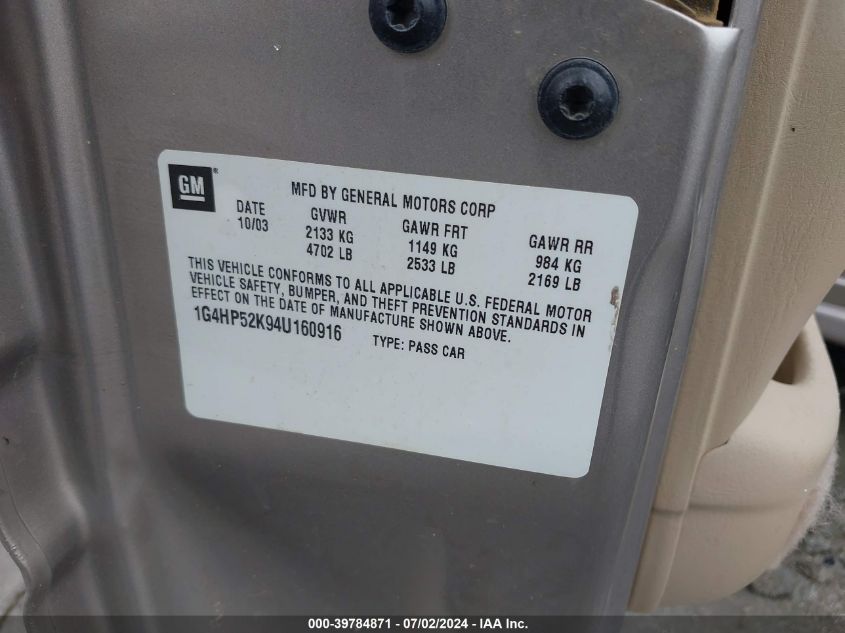 GM ®
MFD BY GENERAL MOTORS CORP
DATE GVWR GAWR FRT GAWR RR
10/03 2133 KG 1149 KG 984 KG
4702 LB 2533 LB 2169 LB
THIS VEHICLE CONFORMS TO ALL APPLICABLE U.S. FEDERAL MOTOR
VEHICLE SAFETY, BUMPER, AND THEFT PREVENTION STANDARDS IN
EFFECT ON THE DATE OF MANUFACTURE SHOWN ABOVE.
1G4HP52K94U160916 TYPE: PASS CAR
000-39784871 - 07/02/2024 - IAA Inc.